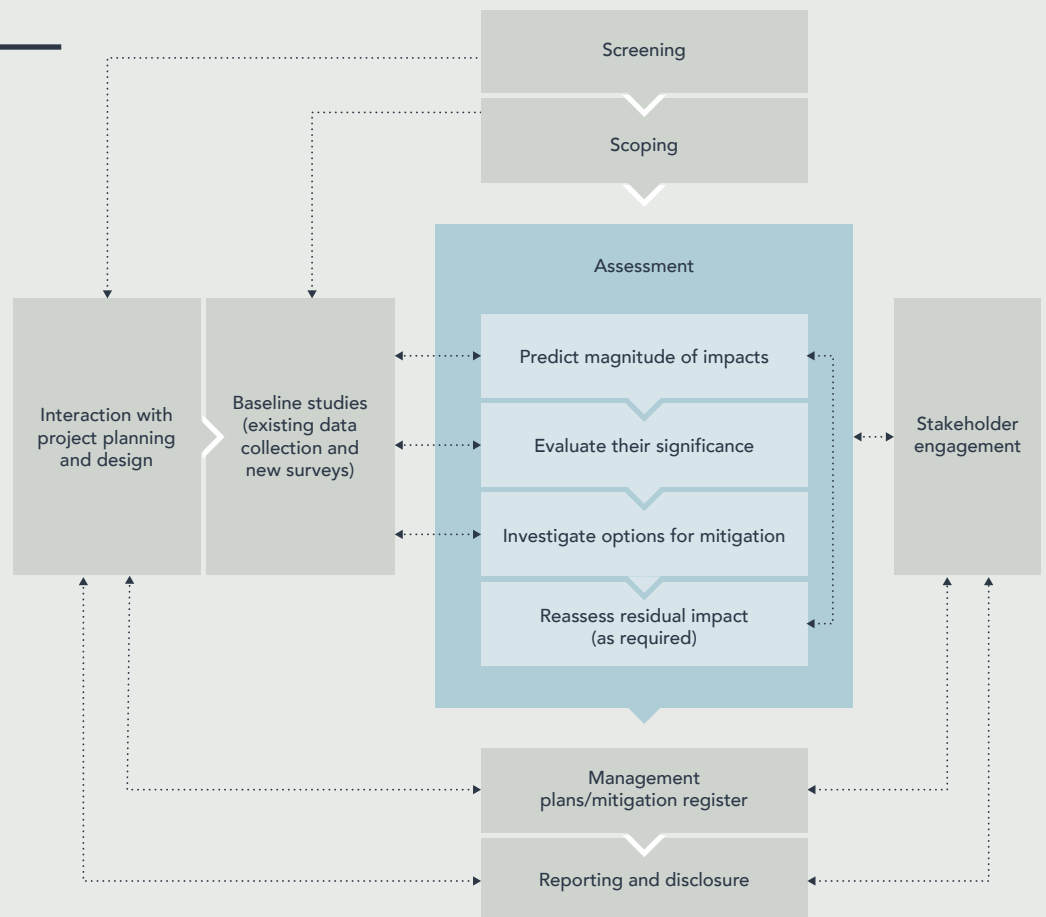 Screening
Scoping
Assessment
Interaction with
project planning
and design
Baseline studies
(existing data
collection and
new surveys)
Predict magnitude of impacts
Evaluate their significance
Investigate options for mitigation
Reassess residual impact
(as required)
Stakeholder
engagement
Management
plans/mitigation register
Reporting and disclosure